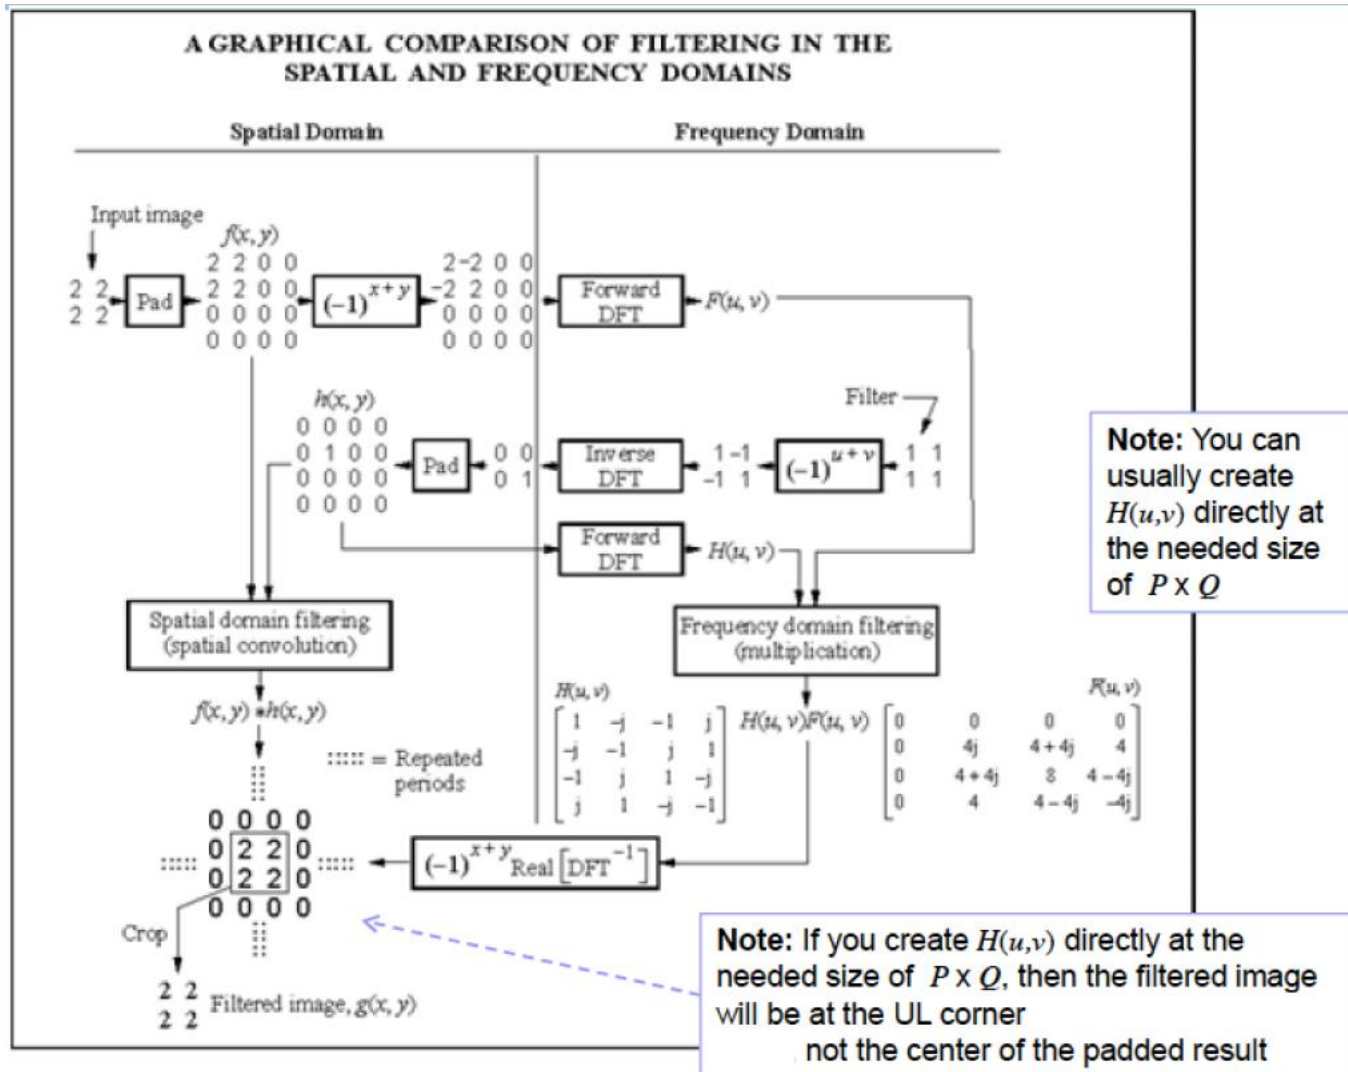 A GRAPHICAL COMPARISON OF FILTERING IN THE
SPATIAL AND FREQUENCY DOMAINS
Spatial Domain
Frequency Domain
Input image
f(x, y)
2 2
2 2
Pad
2 2 0 0
2 2 0 0
0 0 0 0
0 0 0 0
(−1)^{x+y}
2-2 0 0
-2 2 0 0
0 0 0 0
0 0 0 0
Forward
DFT
F(u, v)
h(x, y)
0 0 0 0
0 1 0 0
0 0 0 0
0 0 0 0
Pad
0 0
0 1
Inverse
DFT
1 -1
-1 1
(−1)^{u+v}
Filter
1 1
1 1
Forward
DFT
H(u, v)
Note: You can
usually create
H(u,v) directly at
the needed size
of P x Q
Spatial domain filtering
(spatial convolution)
Frequency domain filtering
(multiplication)
f(x, y) * h(x, y)
::::: = Repeated
periods
H(u, v)
1 -j -1 j
-j -1 j 1
-1 j 1 -j
j 1 -j -1
H(u, v)F(u, v)
F(u, v)
0 0 0 0
0 4j 4 + 4j 4
0 4 + 4j 8 4 - 4j
0 4 4 - 4j -4j
0 0 0 0
0 2 2 0
0 2 2 0
0 0 0 0
(−1)^{x+y} Real [DFT^{−1}]
Crop
2 2
2 2
Filtered image, g(x, y)
Note: If you create H(u,v) directly at the
needed size of P x Q, then the filtered image
will be at the UL corner
not the center of the padded result